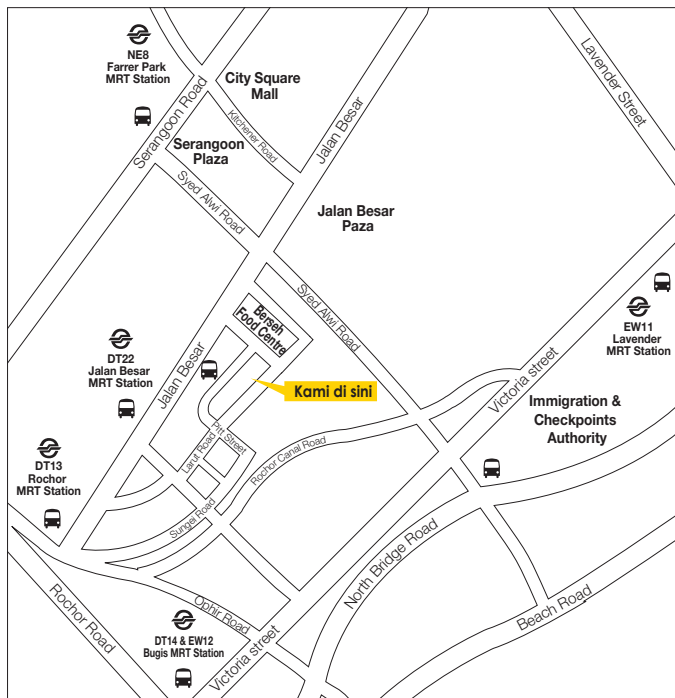 NE8
Farrer Park
MRT Station
City Square
Mall
Serangoon Road
Kitchener Road
Serangoon
Plaza
Jalan Besar
Lavender Street
Syed Alwi Road
Jalan Besar
Paza
Syed Alwi Road
EW11
Lavender
MRT Station
Berseh
Food Centre
DT22
Jalan Besar
MRT Station
Jalan Besar
Kami di sini
Victoria street
Immigration &
Checkpoints
Authority
Pitt Street
Larut Road
Rochor Canal Road
DT13
Rochor
MRT Station
Sungei Road
North Bridge Road
Beach Road
Rochor Road
Ophir Road
Victoria street
DT14 & EW12
Bugis MRT Station